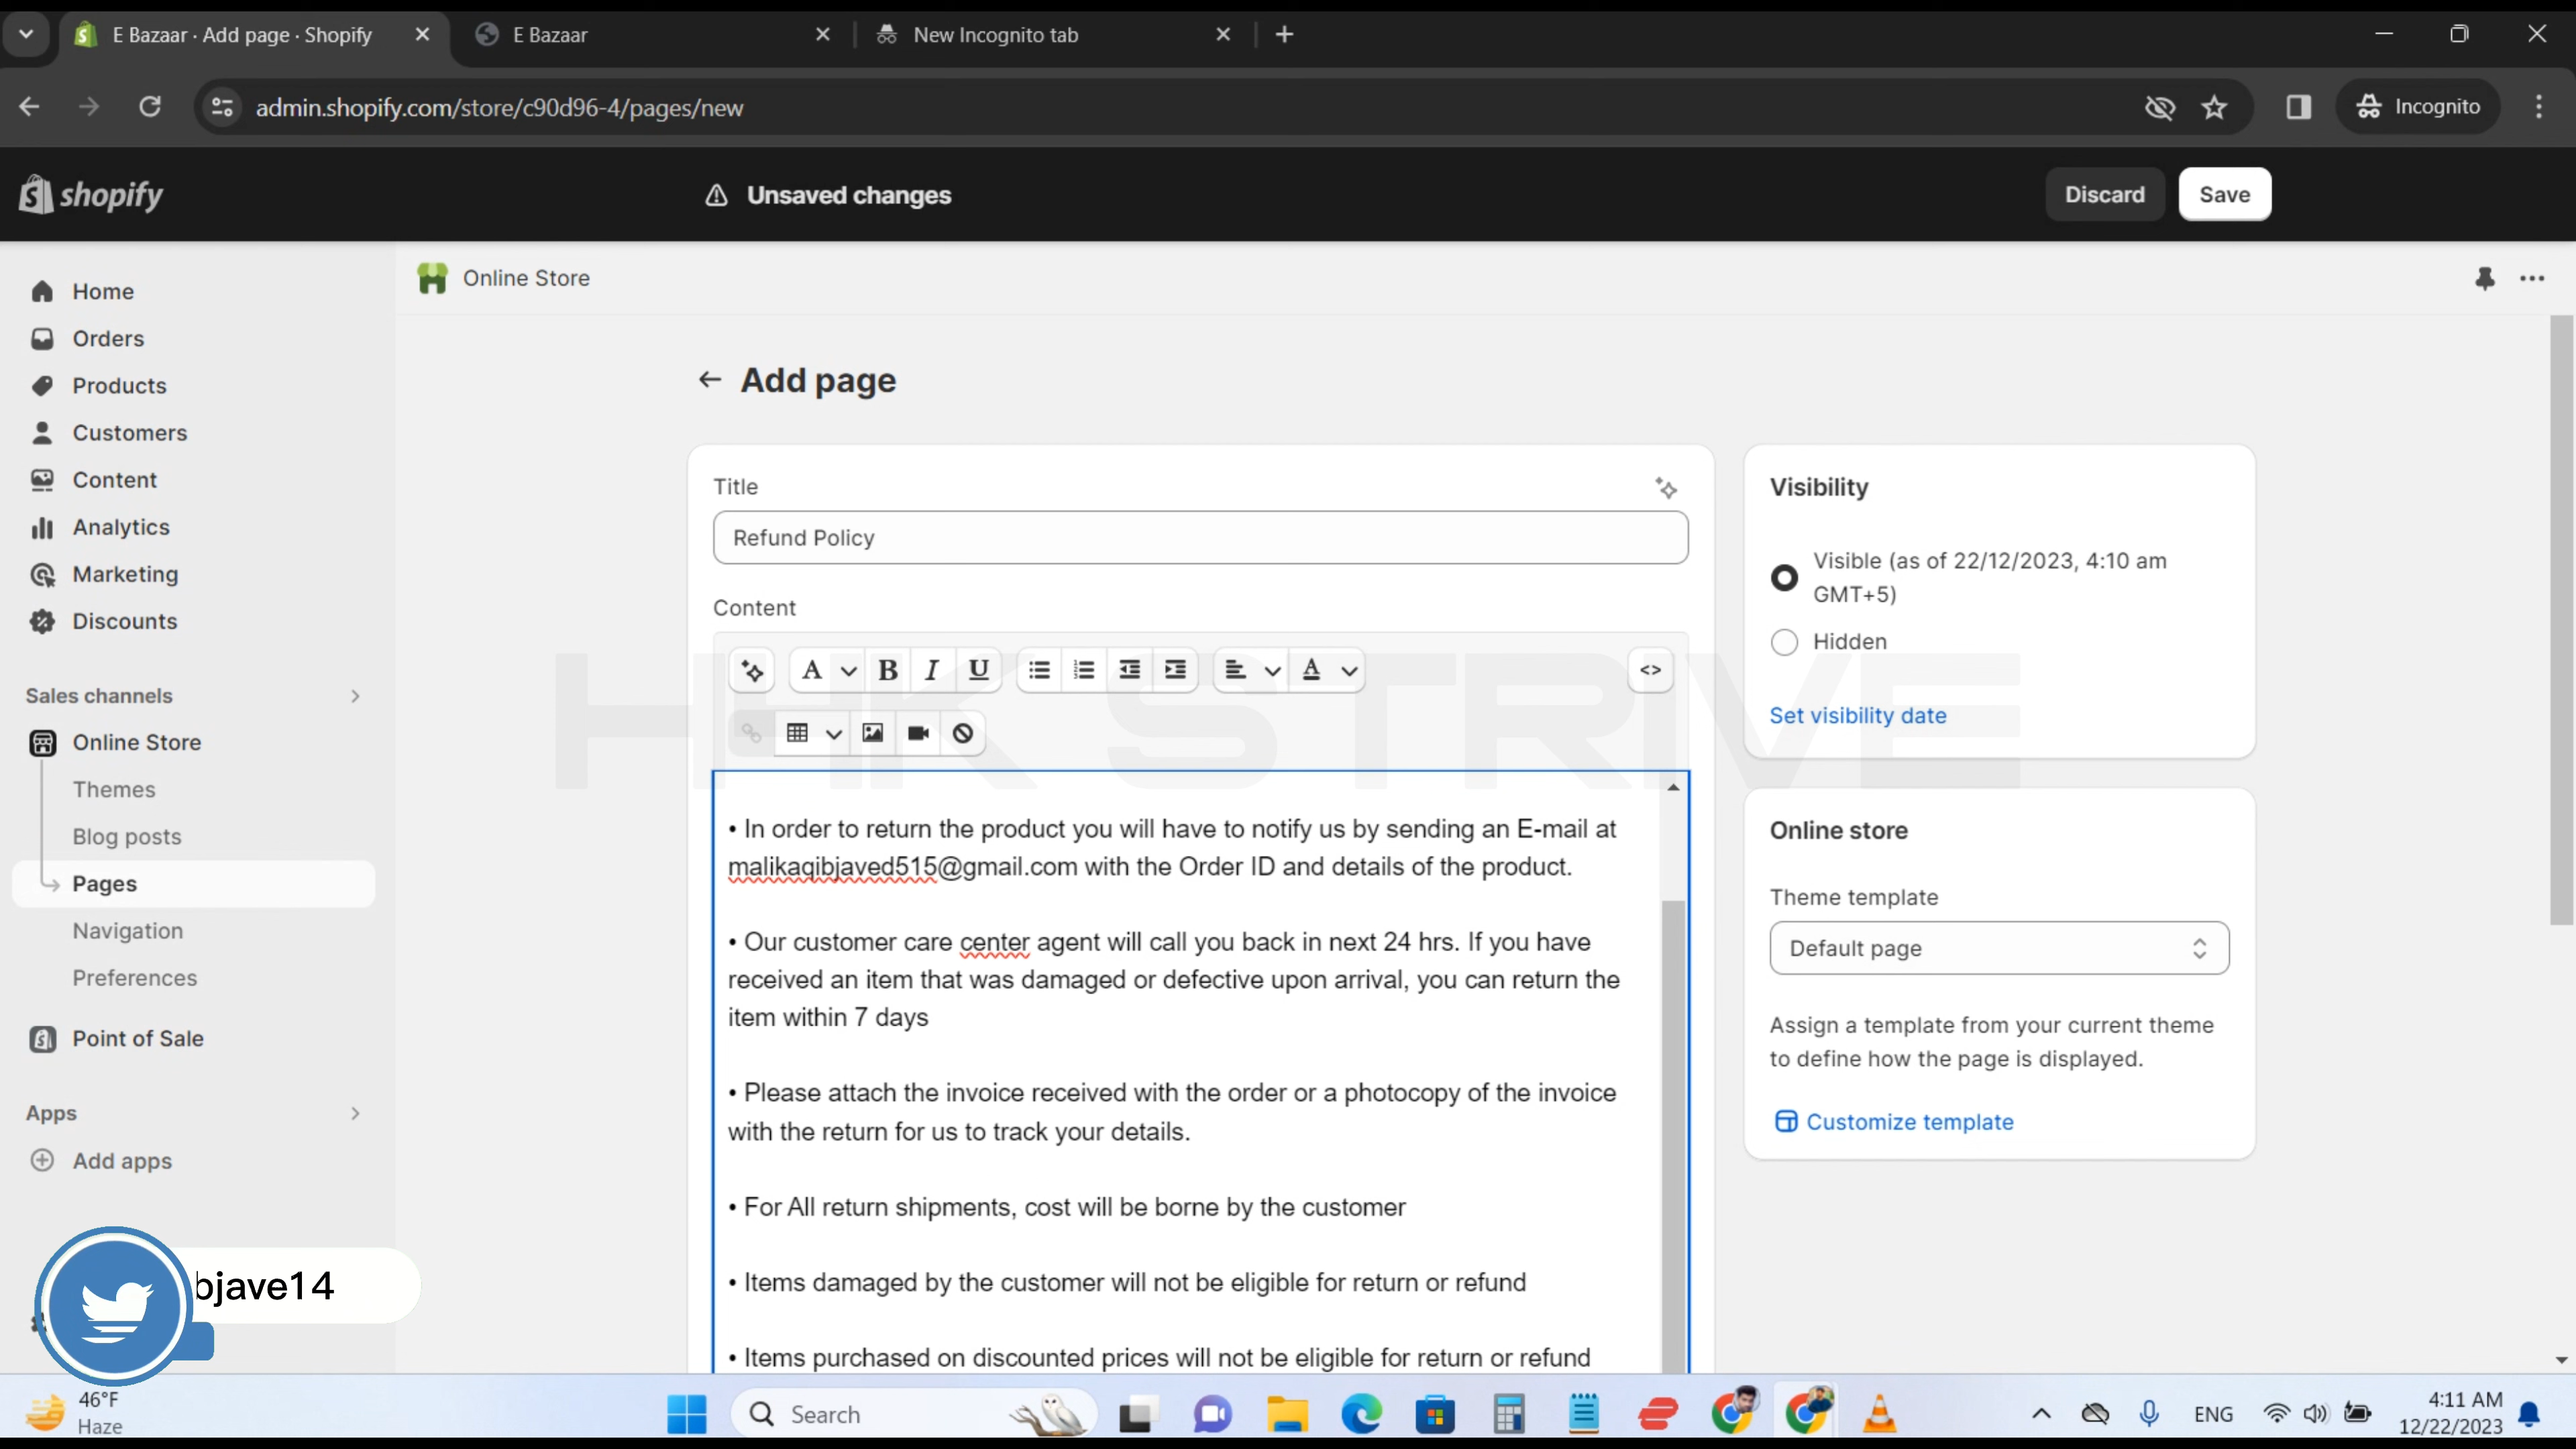 E Bazaar · Add page · Shopify
E Bazaar
New Incognito tab
admin.shopify.com/store/c90d96-4/pages/new
Incognito
shopify
Unsaved changes
Discard
Save
Home
Orders
Products
Customers
Content
Analytics
Marketing
Discounts
Sales channels
Online Store
Themes
Blog posts
Pages
Navigation
Preferences
Point of Sale
Apps
Add apps
Online Store
Add page
Title
Refund Policy
Content
A
B
I
U
A
<>
HHK STRIVE
• In order to return the product you will have to notify us by sending an E-mail at
malikaqibjaved515@gmail.com with the Order ID and details of the product.
• Our customer care center agent will call you back in next 24 hrs. If you have
received an item that was damaged or defective upon arrival, you can return the
item within 7 days
• Please attach the invoice received with the order or a photocopy of the invoice
with the return for us to track your details.
• For All return shipments, cost will be borne by the customer
• Items damaged by the customer will not be eligible for return or refund
• Items purchased on discounted prices will not be eligible for return or refund
Visibility
Visible (as of 22/12/2023, 4:10 am
GMT+5)
Hidden
Set visibility date
Online store
Theme template
Default page
Assign a template from your current theme
to define how the page is displayed.
Customize template
bjave14
46°F
Haze
Search
ENG
4:11 AM
12/22/2023